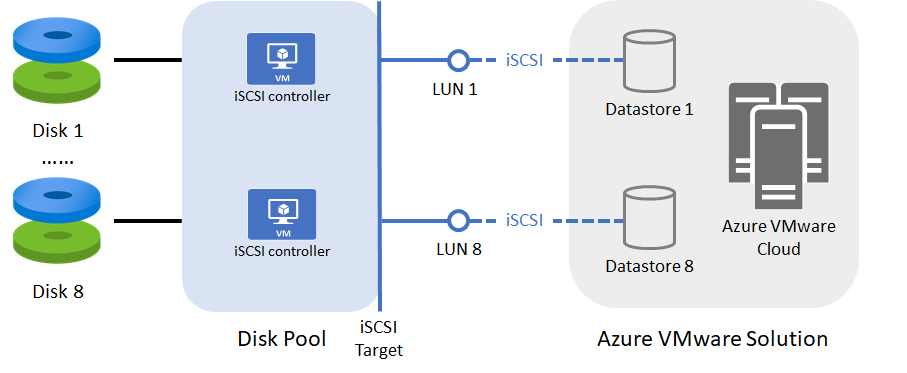 VM
iSCSI controller
Disk 1
......
LUN 1
iSCSI
Datastore 1
VM
iSCSI controller
Disk 8
LUN 8
iSCSI
Datastore 8
Azure VMware
Cloud
Disk Pool
iSCSI
Target
Azure VMware Solution